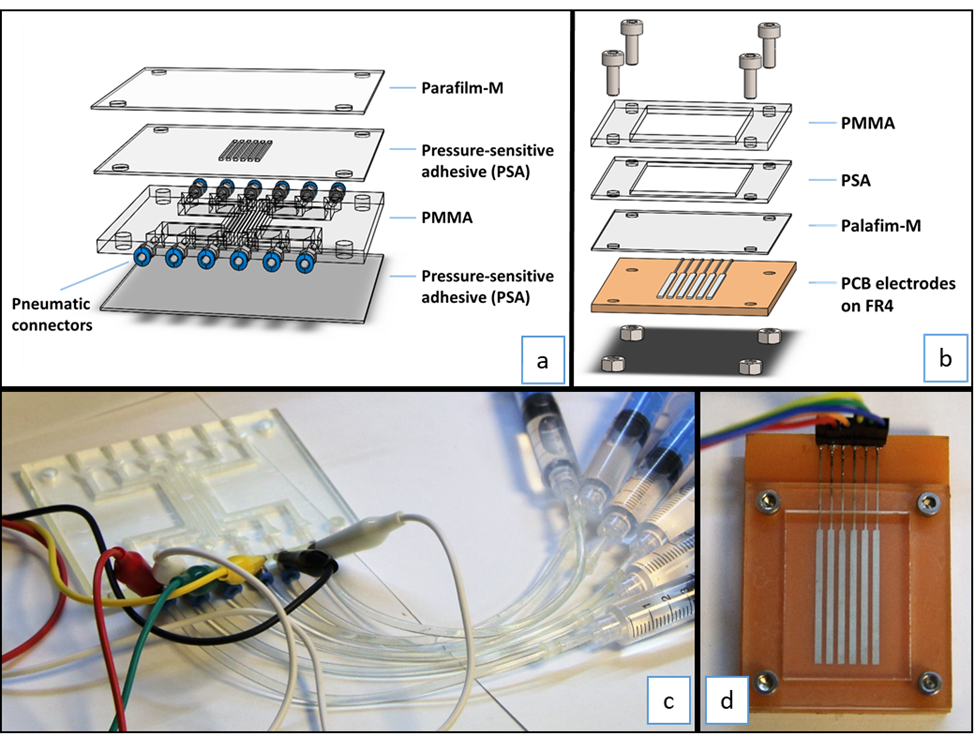 Parafilm-M
Pressure-sensitive
adhesive (PSA)
PMMA
Pressure-sensitive
adhesive (PSA)
Pneumatic
connectors
a
PMMA
PSA
Palafim-M
PCB electrodes
on FR4
b
c
d